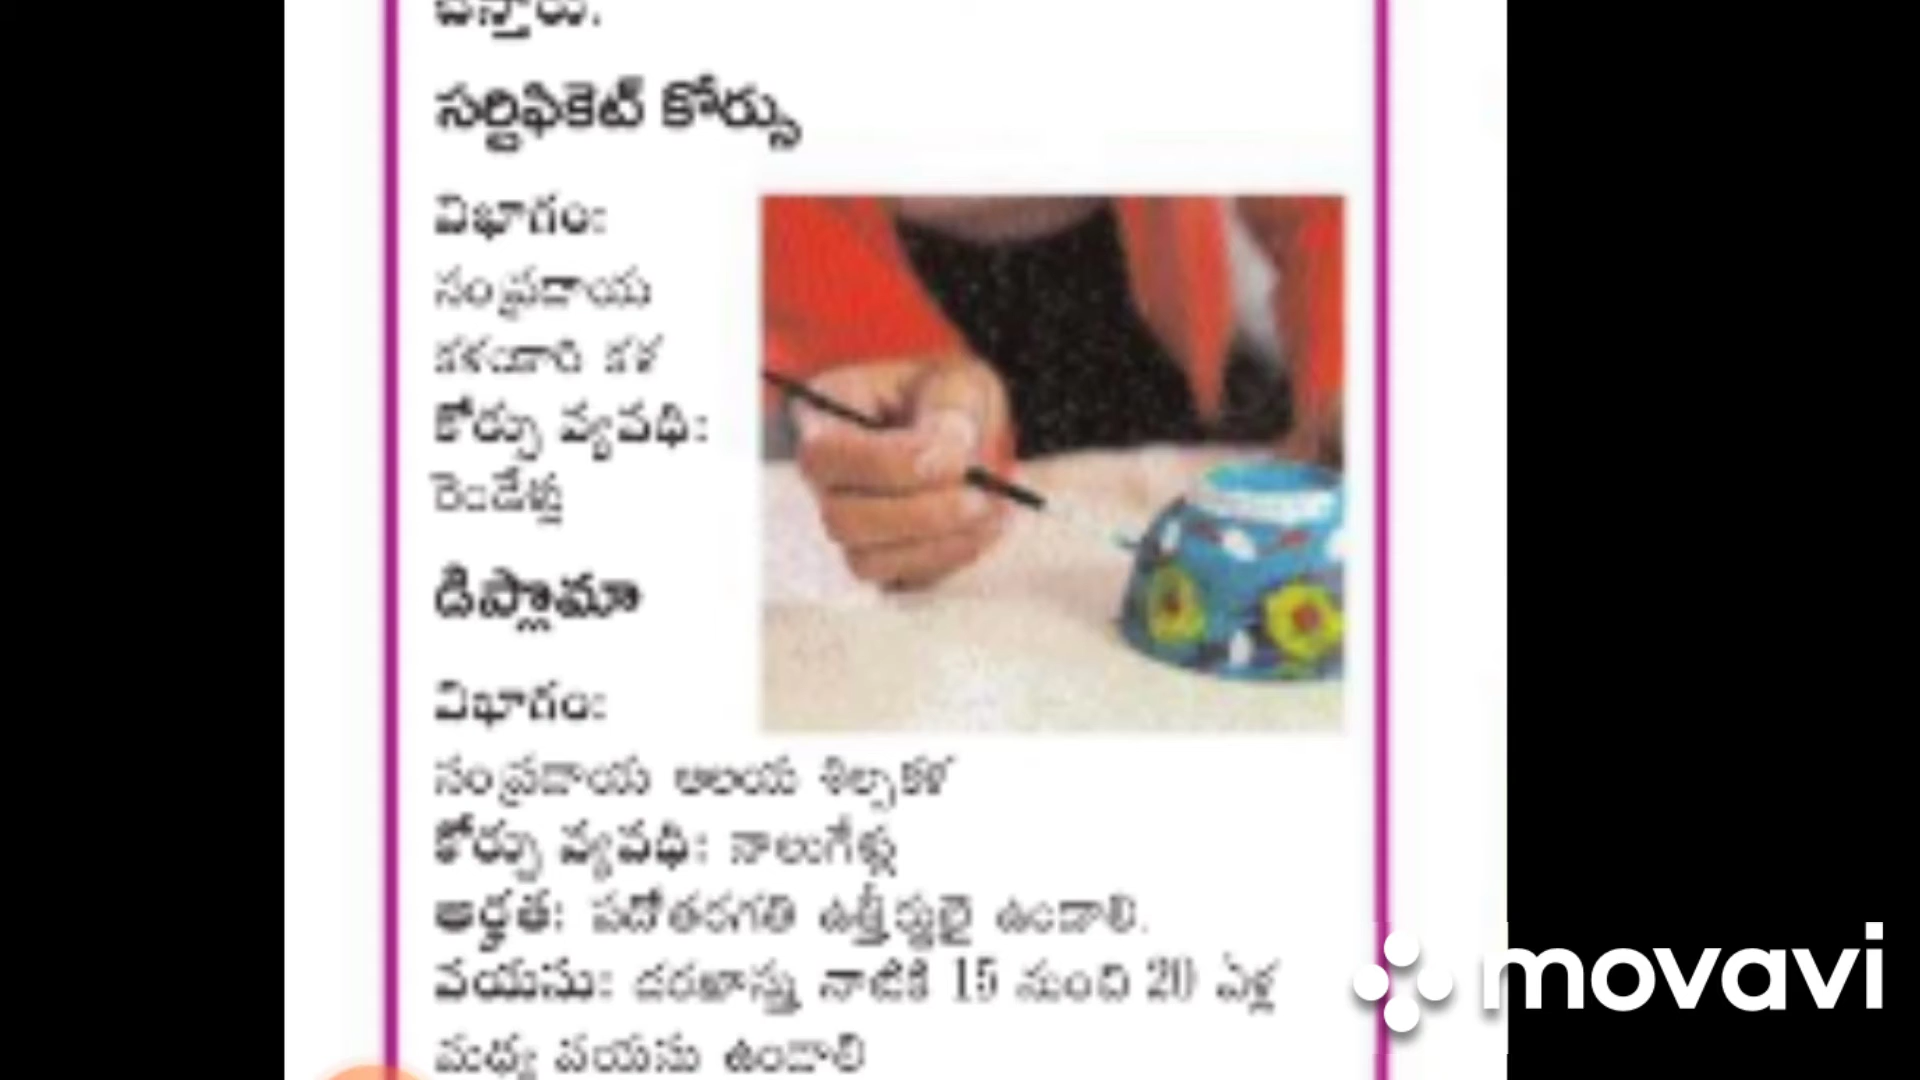 సర్టిఫికెట్ కోర్సు
విభాగం:
సంప్రదాయ
కళంకారి కళ
కోర్సు వ్యవధి:
రెండేళ్లు
డిప్లొమా
విభాగం:
సంప్రదాయ ఆలయ శిల్పకళ
కోర్సు వ్యవధి: నాలుగేళ్లు
అర్హత: పదోతరగతి ఉత్తీర్ణులై ఉండాలి.
వయసు: దరఖాస్తు నాటికి 15 నుంచి 20 ఏళ్ల
మధ్య వయసు ఉండాలి
movavi